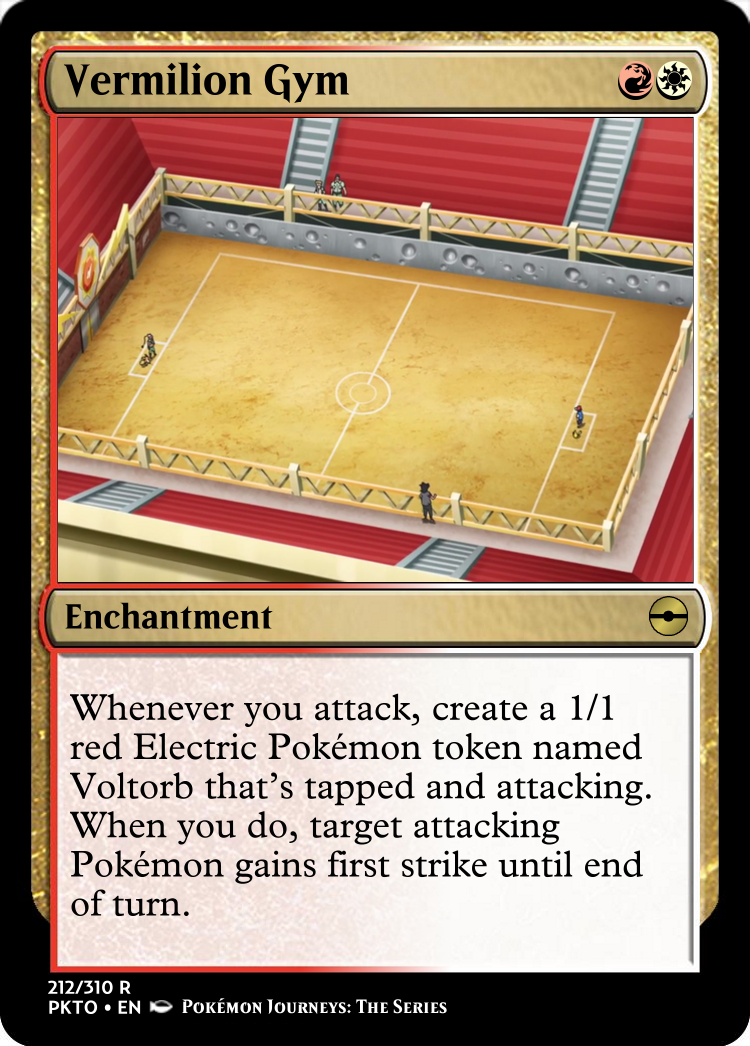 Vermilion Gym
Enchantment
Whenever you attack, create a 1/1
red Electric Pokémon token named
Voltorb that's tapped and attacking.
When you do, target attacking
Pokémon gains first strike until end
of turn.
212/310 R
PKTO • EN Pokémon Journeys: The Series